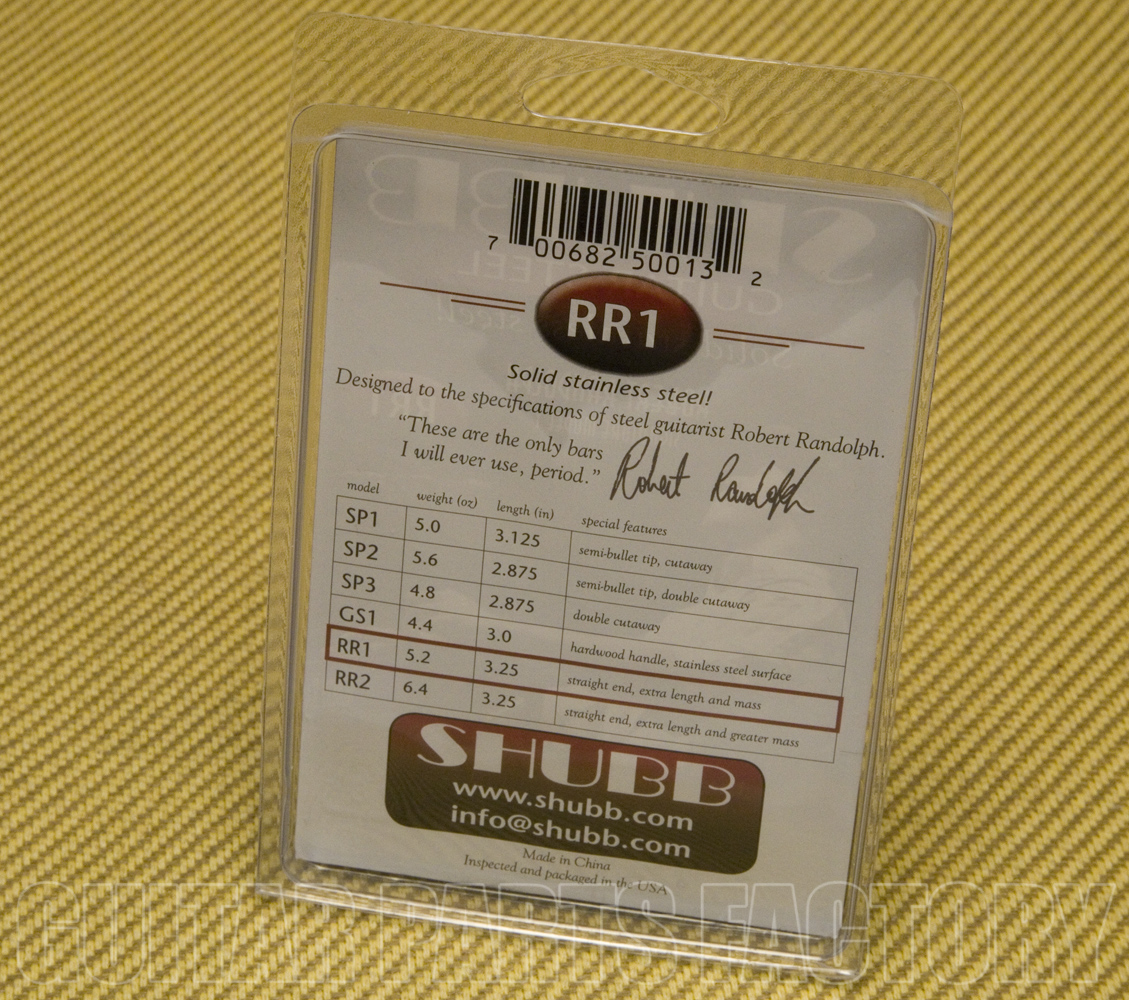 7 00682 50013 2
RR1
Solid stainless steel!
Designed to the specifications of steel guitarist Robert Randolph.
“These are the only bars
I will ever use, period.”
Robert Randolph
model weight (oz) length (in) special features
SP1 5.0 3.125 semi-bullet tip, cutaway
SP2 5.6 2.875 semi-bullet tip, double cutaway
SP3 4.8 2.875 double cutaway
GS1 4.4 3.0 hardwood handle, stainless steel surface
RR1 5.2 3.25 straight end, extra length and mass
RR2 6.4 3.25 straight end, extra length and greater mass
SHUBB
www.shubb.com
info@shubb.com
Made in China
Inspected and packaged in the USA
GUITAR PARTS FACTORY